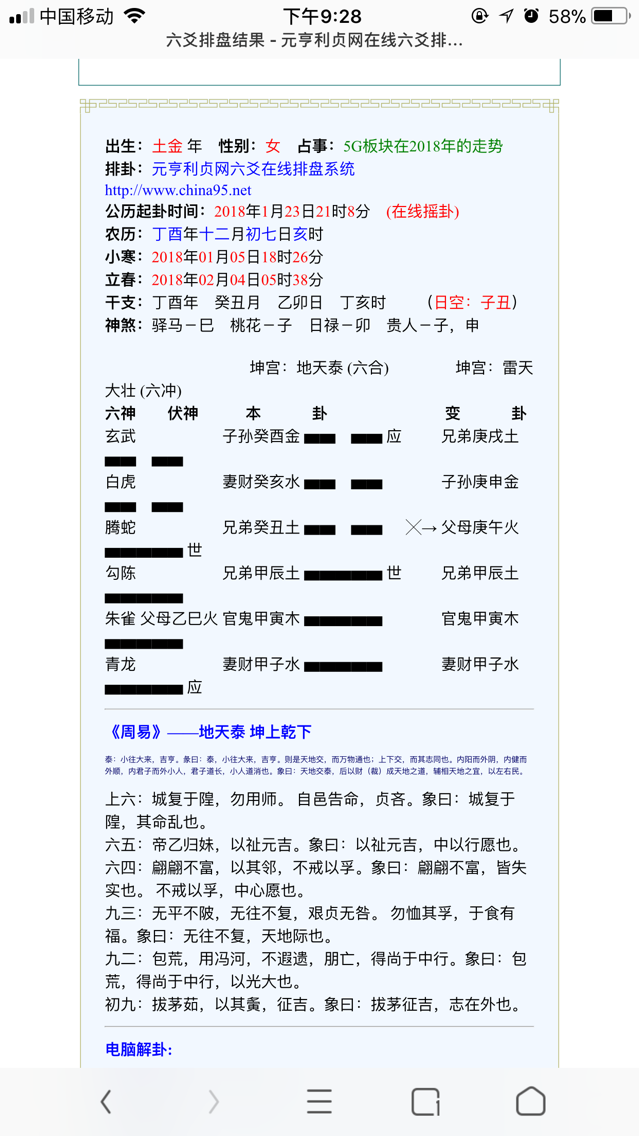 中国移动 下午9:28 58%
六爻排盘结果 - 元亨利贞网在线六爻排...
出生：土金 年 性别：女 占事：5G板块在2018年的走势
排卦：元亨利贞网六爻在线排盘系统
http://www.china95.net
公历起卦时间：2018年1月23日21时8分 (在线摇卦)
农历：丁酉年十二月初七日亥时
小寒：2018年01月05日18时26分
立春：2018年02月04日05时38分
干支：丁酉年 癸丑月 乙卯日 丁亥时 （日空：子丑）
神煞：驿马－巳 桃花－子 日禄－卯 贵人－子，申
坤宫：地天泰 (六合) 坤宫：雷天
大壮 (六冲)
六神 伏神 本 卦 变 卦
玄武 子孙癸酉金 应 兄弟庚戌土
白虎 妻财癸亥水 子孙庚申金
腾蛇 兄弟癸丑土 ╳→ 父母庚午火
世
勾陈 兄弟甲辰土 世 兄弟甲辰土
朱雀 父母乙巳火 官鬼甲寅木 官鬼甲寅木
青龙 妻财甲子水 妻财甲子水
应
《周易》——地天泰 坤上乾下
泰：小往大来，吉亨。彖曰：泰，小往大来，吉亨。则是天地交，而万物通也；上下交，而其志同也。内阳而外阴，内健而
外顺，内君子而外小人，君子道长，小人道消也。象曰：天地交泰，后以财（裁）成天地之道，辅相天地之宜，以左右民。
上六：城复于隍，勿用师。 自邑告命，贞吝。象曰：城复于
隍，其命乱也。
六五：帝乙归妹，以祉元吉。象曰：以祉元吉，中以行愿也。
六四：翩翩不富，以其邻，不戒以孚。象曰：翩翩不富，皆失
实也。 不戒以孚，中心愿也。
九三：无平不陂，无往不复，艰贞无咎。 勿恤其孚，于食有
福。象曰：无往不复，天地际也。
九二：包荒，用冯河，不遐遗，朋亡，得尚于中行。象曰：包
荒，得尚于中行，以光大也。
初九：拔茅茹，以其夤，征吉。象曰：拔茅征吉，志在外也。
电脑解卦：